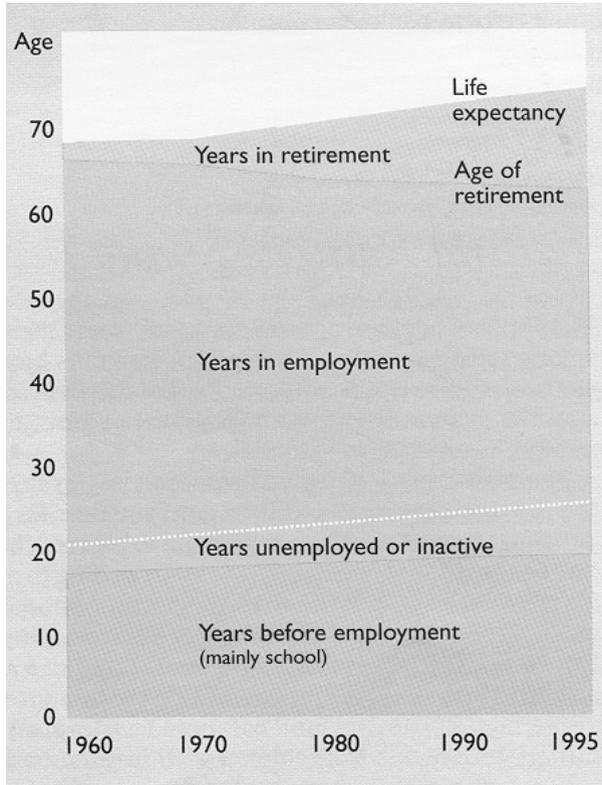 Age
Life
expectancy
70
Years in retirement
Age of
retirement
60
50
Years in employment
40
30
20
Years unemployed or inactive
10
Years before employment
(mainly school)
0
1960 1970 1980 1990 1995